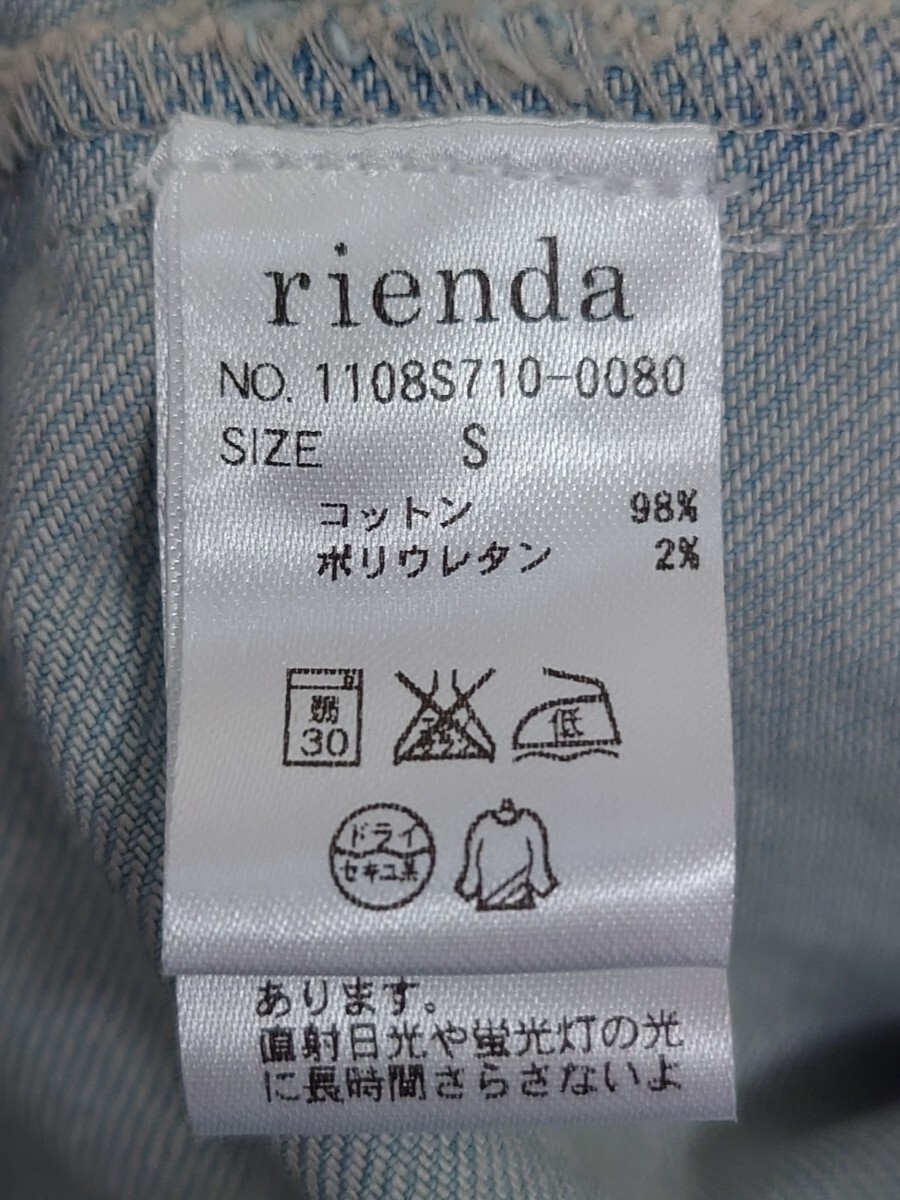 rienda
NO. 1108S710-0080
SIZE S
コットン 98%
ポリウレタン 2%
弱
30
低
ドライ
セキユ系
あります。
直射日光や蛍光灯の光
に長時間さらさないよ